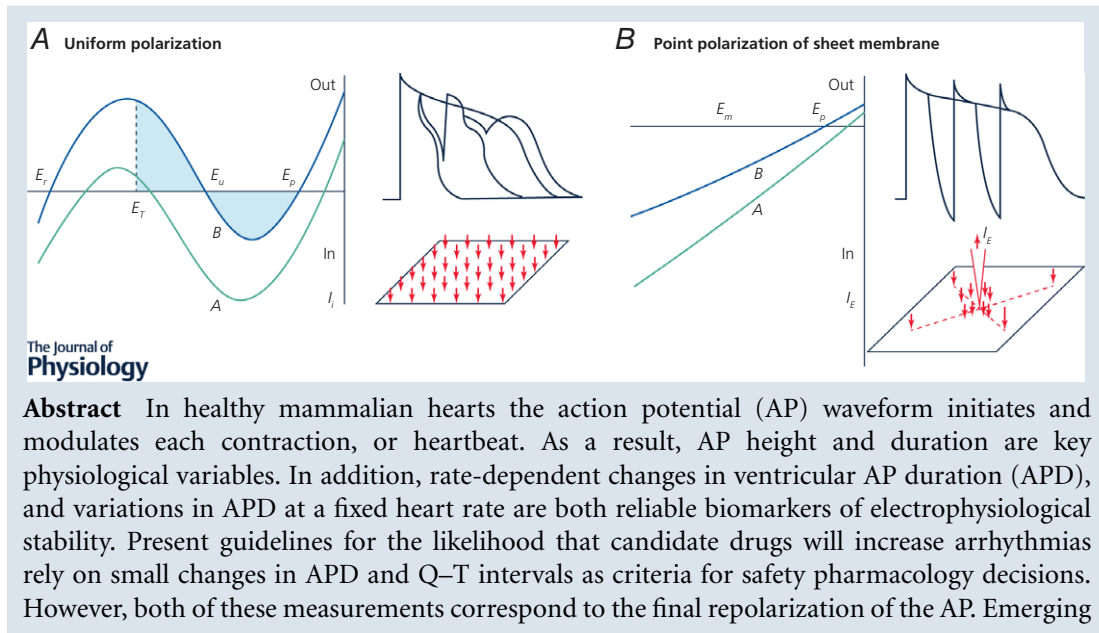 A Uniform polarization
B Point polarization of sheet membrane
Out
E_r
E_T
E_u
E_p
B
In
A
I_i
Out
E_m
E_p
B
A
In
I_E
I_E
The Journal of
Physiology
Abstract In healthy mammalian hearts the action potential (AP) waveform initiates and
modulates each contraction, or heartbeat. As a result, AP height and duration are key
physiological variables. In addition, rate-dependent changes in ventricular AP duration (APD),
and variations in APD at a fixed heart rate are both reliable biomarkers of electrophysiological
stability. Present guidelines for the likelihood that candidate drugs will increase arrhythmias
rely on small changes in APD and Q–T intervals as criteria for safety pharmacology decisions.
However, both of these measurements correspond to the final repolarization of the AP. Emerging